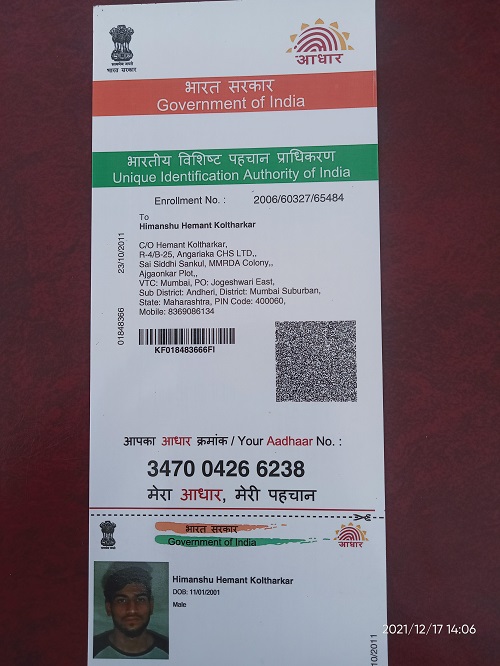 सत्यमेव जयते
भारत सरकार
आधार
भारत सरकार
Government of India
भारतीय विशिष्ट पहचान प्राधिकरण
Unique Identification Authority of India
Enrollment No. : 2006/60327/65484
To
Himanshu Hemant Koltharkar
C/O Hemant Koltharkar,
R-4/B-25, Angarlaka CHS LTD,,
Sai Siddhi Sankul, MMRDA Colony,,
Ajgaonkar Plot,,
VTC: Mumbai, PO: Jogeshwari East,
Sub District: Andheri, District: Mumbai Suburban,
State: Maharashtra, PIN Code: 400060,
Mobile: 8369086134
23/10/2011
01848366
KF018483666FI
आपका आधार क्रमांक / Your Aadhaar No. :
3470 0426 6238
मेरा आधार, मेरी पहचान
भारत सरकार
Government of India
आधार
Himanshu Hemant Koltharkar
DOB: 11/01/2001
Male
2021/12/17 14:06